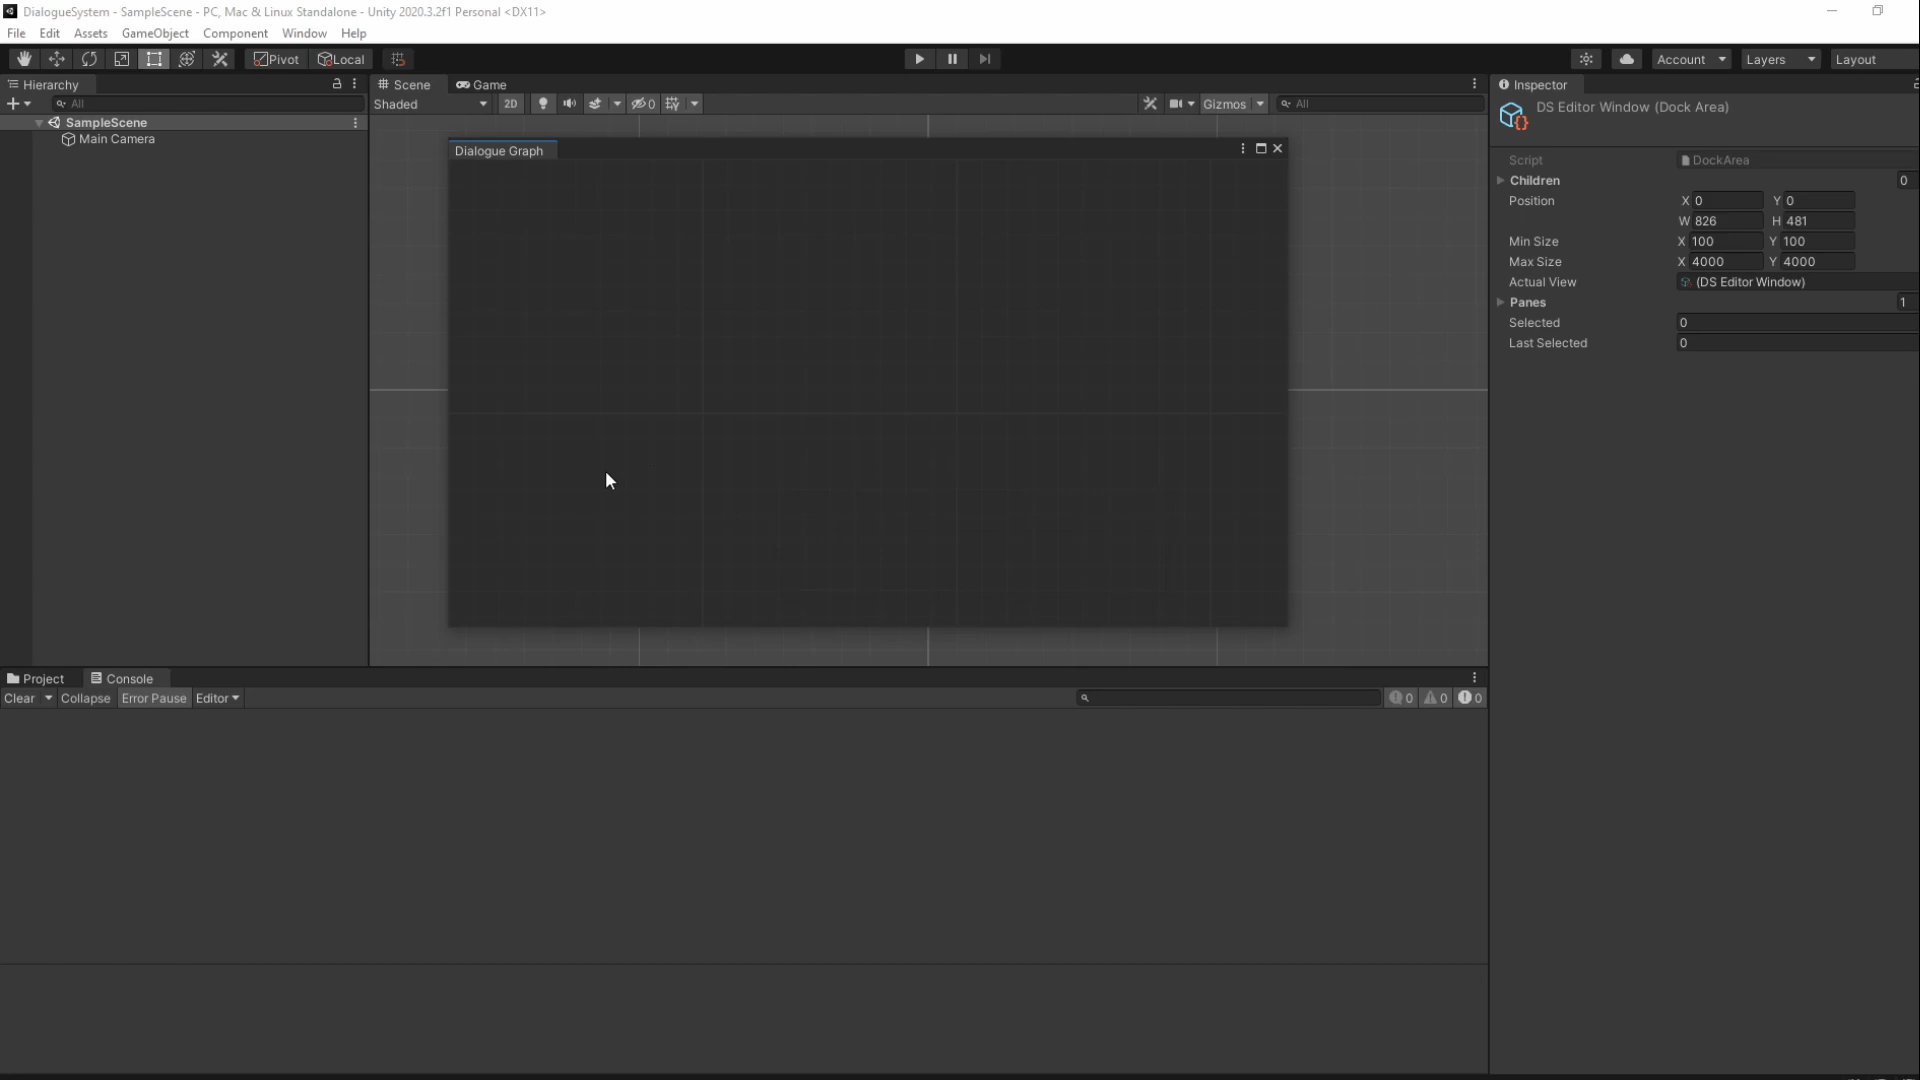 DialogueSystem - SampleScene - PC, Mac & Linux Standalone - Unity 2020.3.2f1 Personal <DX11>
File Edit Assets GameObject Component Window Help
Pivot Local Account Layers Layout
Hierarchy
All
SampleScene
Main Camera
Scene Game
Shaded 2D 0 Gizmos All
Dialogue Graph
Inspector
DS Editor Window (Dock Area)
Script DockArea
Children 0
Position X 0 Y 0
W 826 H 481
Min Size X 100 Y 100
Max Size X 4000 Y 4000
Actual View (DS Editor Window)
Panes 1
Selected 0
Last Selected 0
Project Console
Clear Collapse Error Pause Editor 0 0 0